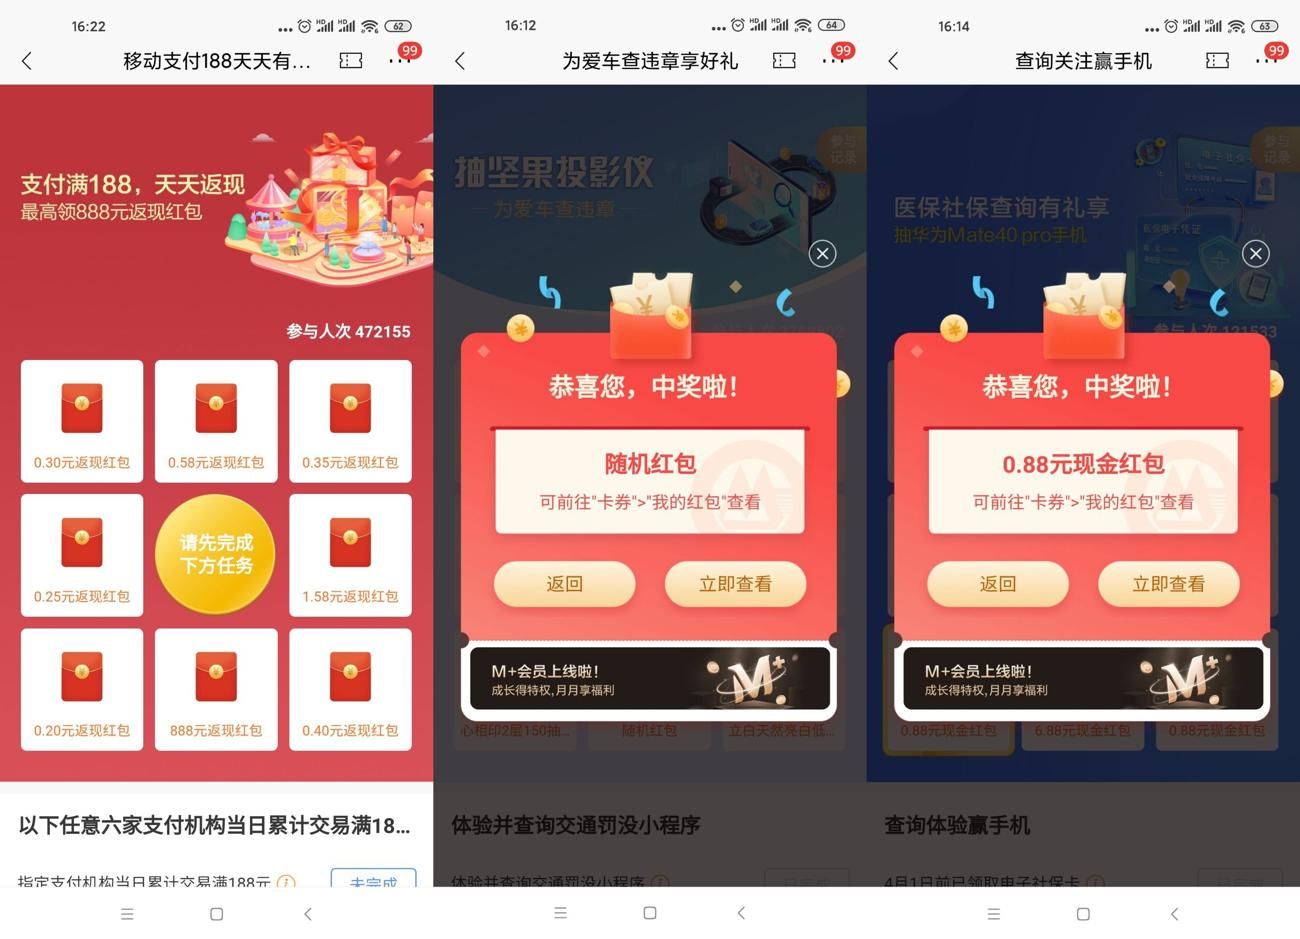 16:22
HD
HD
62
移动支付188天天有...
99
支付满188，天天返现
最高领888元返现红包
参与人次 472155
0.30元返现红包
0.58元返现红包
0.35元返现红包
0.25元返现红包
请先完成
下方任务
1.58元返现红包
0.20元返现红包
888元返现红包
0.40元返现红包
以下任意六家支付机构当日累计交易满18...
指定支付机构当日累计交易满188元
未完成
16:12
HD
HD
64
为爱车查违章享好礼
99
参与
记录
抽坚果投影仪
为爱车查违章
恭喜您，中奖啦！
随机红包
可前往"卡券">"我的红包"查看
返回
立即查看
M+会员上线啦！
成长得特权,月月享福利
心相印2层150抽...
随机红包
立白天然亮白低...
体验并查询交通罚没小程序
体验并查询交通罚没小程序
已完成
16:14
HD
HD
63
查询关注赢手机
99
参与
记录
医保社保查询有礼享
抽华为Mate40 pro手机
医保电子凭证
参与人次 121533
恭喜您，中奖啦！
0.88元现金红包
可前往"卡券">"我的红包"查看
返回
立即查看
M+会员上线啦！
成长得特权,月月享福利
0.88元现金红包
6.88元现金红包
0.88元现金红包
查询体验赢手机
4月1日前已领取电子社保卡
已完成